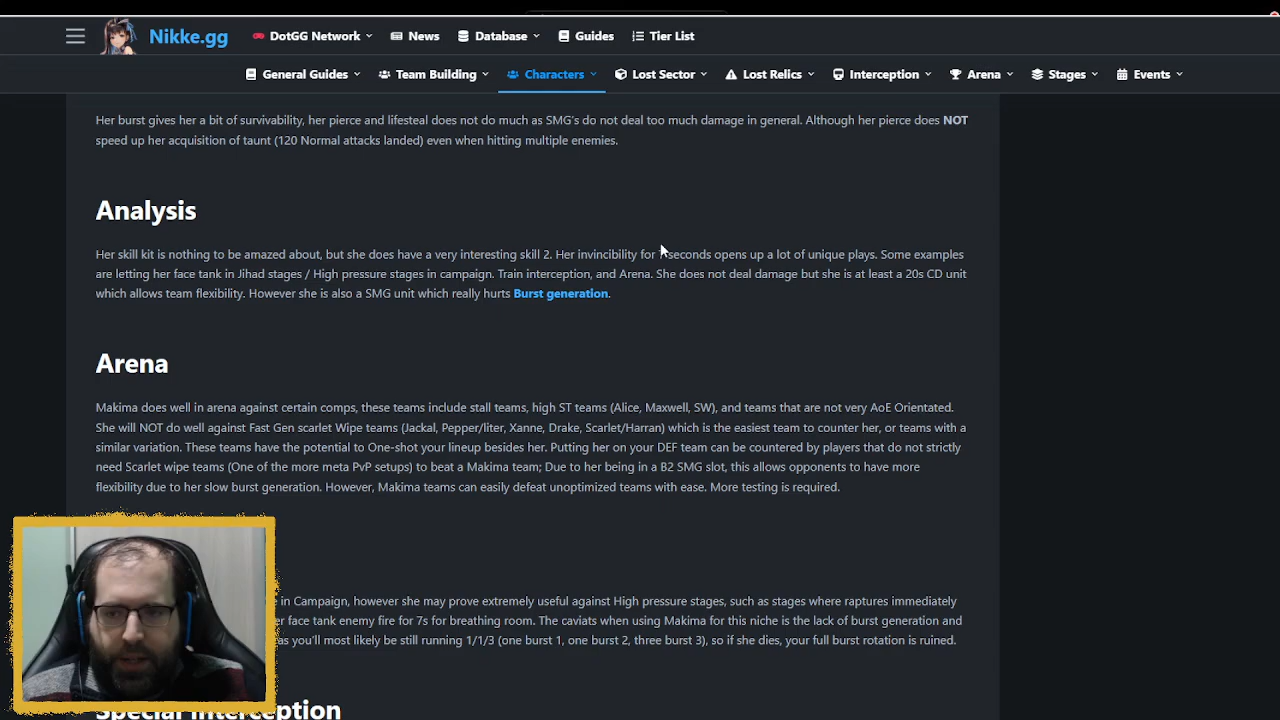 Nikke.gg
DotGG Network
News
Database
Guides
Tier List
General Guides
Team Building
Characters
Lost Sector
Lost Relics
Interception
Arena
Stages
Events
Her burst gives her a bit of survivability, her pierce and lifesteal does not do much as SMG's do not deal too much damage in general. Although her pierce does NOT
speed up her acquisition of taunt (120 Normal attacks landed) even when hitting multiple enemies.
Analysis
Her skill kit is nothing to be amazed about, but she does have a very interesting skill 2. Her invincibility for seconds opens up a lot of unique plays. Some examples
are letting her face tank in Jihad stages / High pressure stages in campaign. Train interception, and Arena. She does not deal damage but she is at least a 20s CD unit
which allows team flexibility. However she is also a SMG unit which really hurts Burst generation.
Arena
Makima does well in arena against certain comps, these teams include stall teams, high ST teams (Alice, Maxwell, SW), and teams that are not very AoE Orientated.
She will NOT do well against Fast Gen scarlet Wipe teams (Jackal, Pepper/liter, Xanne, Drake, Scarlet/Harran) which is the easiest team to counter her, or teams with a
similar variation. These teams have the potential to One-shot your lineup besides her. Putting her on your DEF team can be countered by players that do not strictly
need Scarlet wipe teams (One of the more meta PvP setups) to beat a Makima team; Due to her being in a B2 SMG slot, this allows opponents to have more
flexibility due to her slow burst generation. However, Makima teams can easily defeat unoptimized teams with ease. More testing is required.
in Campaign, however she may prove extremely useful against High pressure stages, such as stages where raptures immediately
face tank enemy fire for 7s for breathing room. The caviats when using Makima for this niche is the lack of burst generation and
as you'll most likely be still running 1/1/3 (one burst 1, one burst 2, three burst 3), so if she dies, your full burst rotation is ruined.
Special Interception